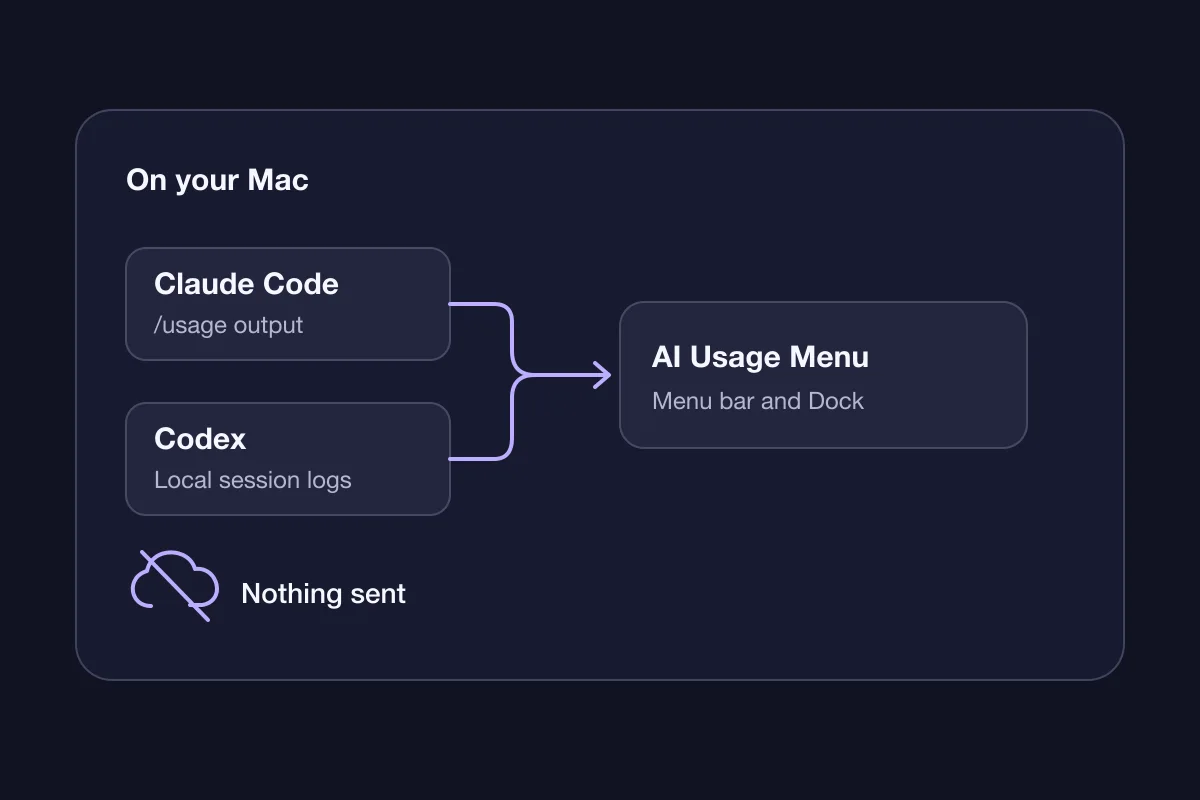 On your Mac
Claude Code
/usage output
Codex
Local session logs
AI Usage Menu
Menu bar and Dock
Nothing sent